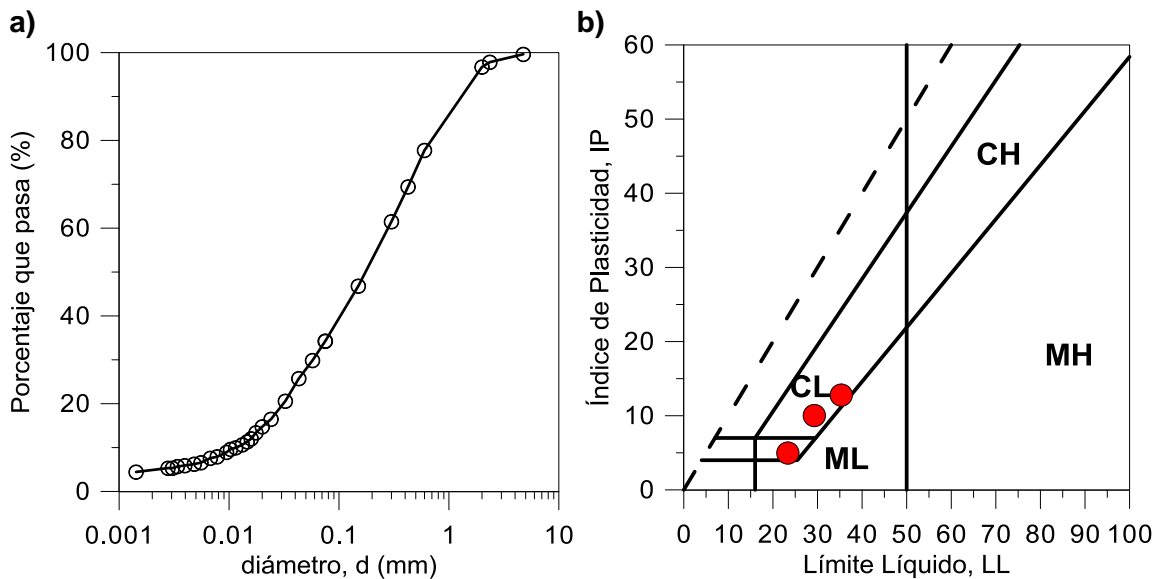 a)
100
80
60
40
20
0
Porcentaje que pasa (%)
0.001 0.01 0.1 1 10
diámetro, d (mm)
b)
60
50
40
30
20
10
0
Índice de Plasticidad, IP
CH
MH
CL
ML
0 10 20 30 40 50 60 70 80 90 100
Límite Líquido, LL